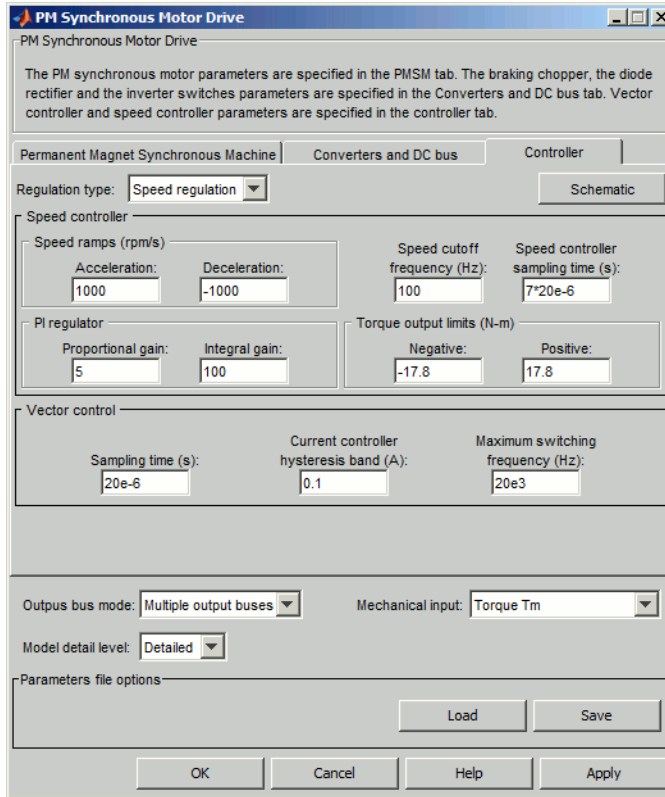 PM Synchronous Motor Drive
PM Synchronous Motor Drive
The PM synchronous motor parameters are specified in the PMSM tab. The braking chopper, the diode
rectifier and the inverter switches parameters are specified in the Converters and DC bus tab. Vector
controller and speed controller parameters are specified in the controller tab.
Permanent Magnet Synchronous Machine Converters and DC bus Controller
Regulation type: Speed regulation Schematic
Speed controller
Speed ramps (rpm/s)
Acceleration: Deceleration:
1000 -1000
Speed cutoff
frequency (Hz):
100
Speed controller
sampling time (s):
7*20e-6
PI regulator
Proportional gain: Integral gain:
5 100
Torque output limits (N-m)
Negative: Positive:
-17.8 17.8
Vector control
Sampling time (s):
20e-6
Current controller
hysteresis band (A):
0.1
Maximum switching
frequency (Hz):
20e3
Outpus bus mode: Multiple output buses Mechanical input: Torque Tm
Model detail level: Detailed
Parameters file options
Load Save
OK Cancel Help Apply